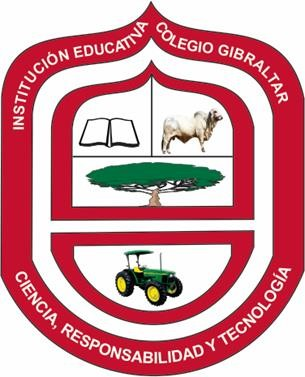 INSTITUCIÓN EDUCATIVA COLEGIO GIBRALTAR
CIENCIA, RESPONSABILIDAD Y TECNOLOGÍA